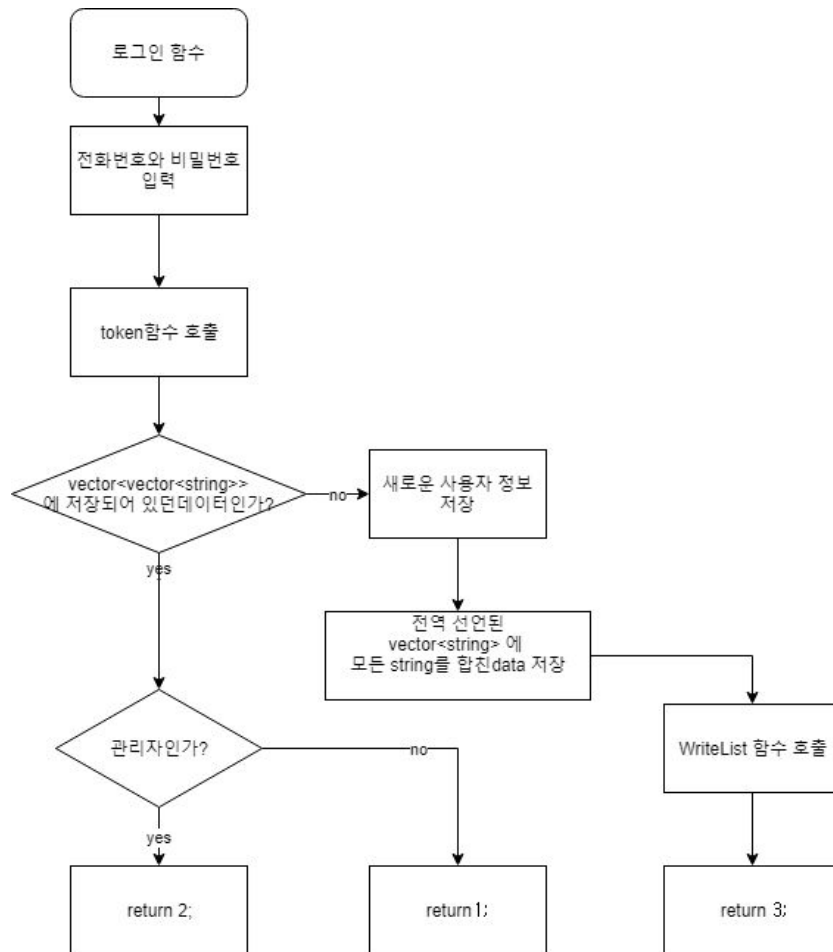 로그인 함수
전화번호와 비밀번호
입력
token함수 호출
vector<vector<string>>
에 저장되어 있던데이터인가?
no
새로운 사용자 정보
저장
yes
전역 선언된
vector<string> 에
모든 string를 합친data 저장
관리자인가?
no
WriteList 함수 호출
yes
return 2;
return 1;
return 3;